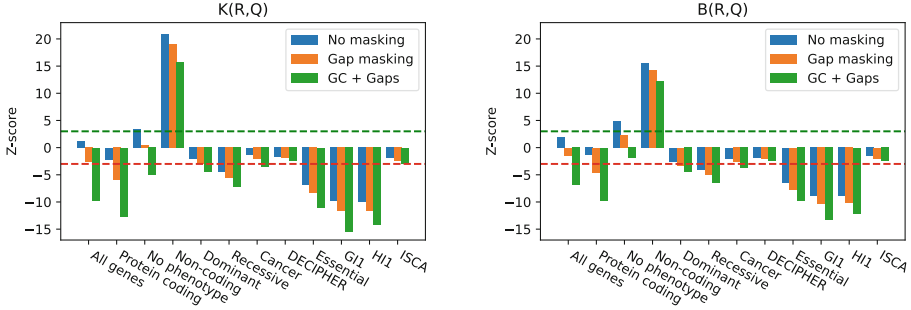 K(R,Q)
Z-score
20
15
10
5
0
−5
−10
−15
No masking
Gap masking
GC + Gaps
All genes
Protein coding
No phenotype
Non-coding
Dominant
Recessive
Cancer
DECIPHER
Essential
GI1
HI1
ISCA
B(R,Q)
Z-score
20
15
10
5
0
−5
−10
−15
No masking
Gap masking
GC + Gaps
All genes
Protein coding
No phenotype
Non-coding
Dominant
Recessive
Cancer
DECIPHER
Essential
GI1
HI1
ISCA